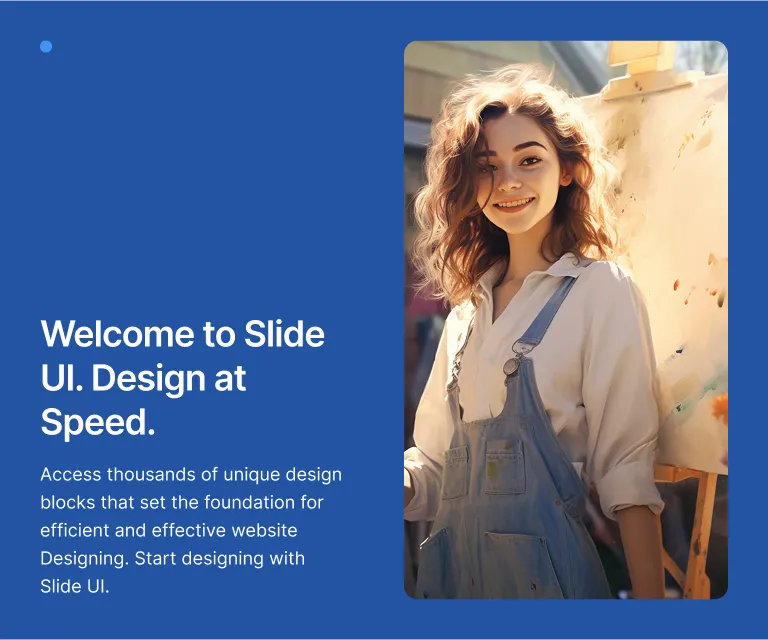 Welcome to Slide
UI. Design at
Speed.
Access thousands of unique design
blocks that set the foundation for
efficient and effective website
Designing. Start designing with
Slide UI.